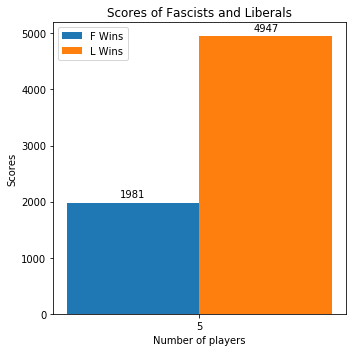 Scores of Fascists and Liberals
F Wins
L Wins
4947
1981
5000
4000
3000
2000
1000
0
Scores
5
Number of players